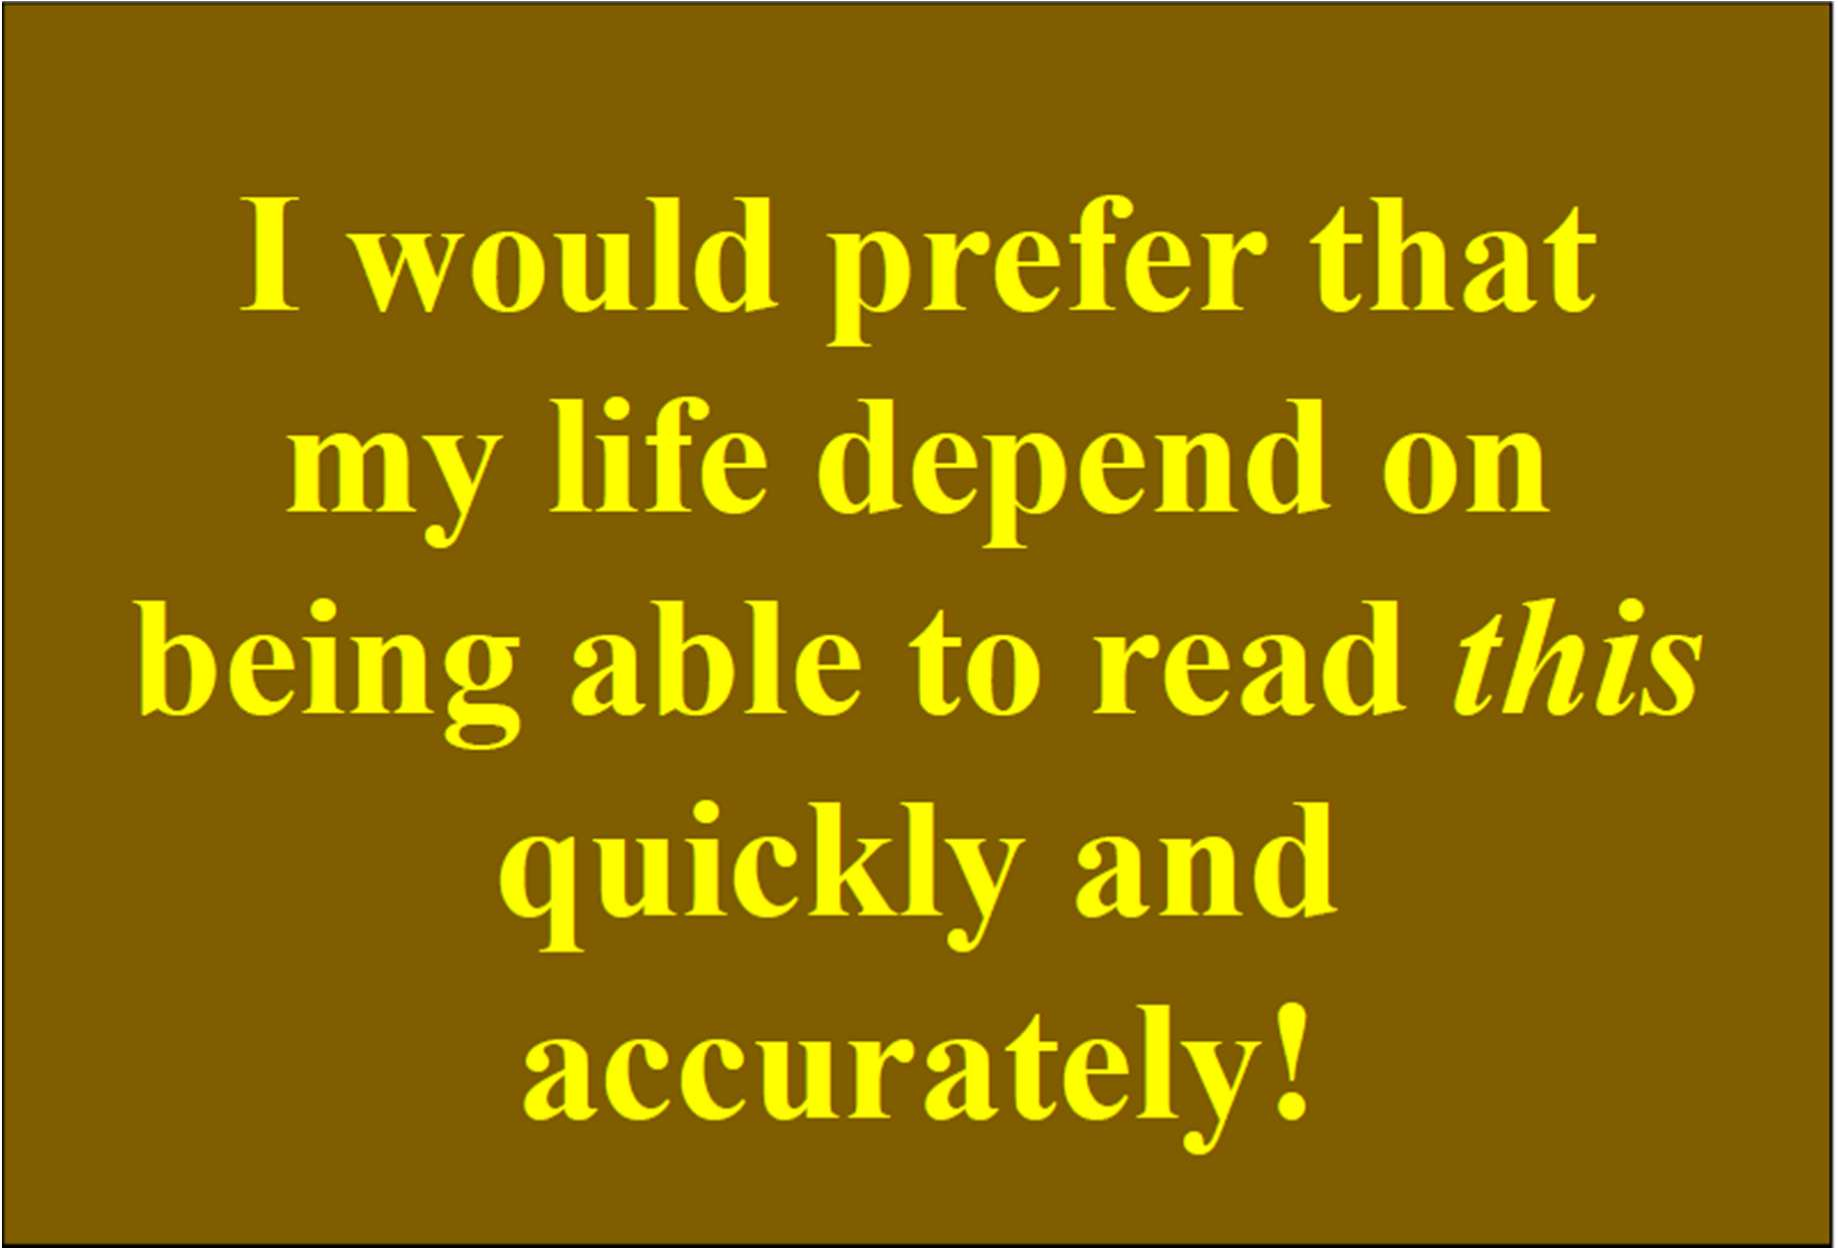 I would prefer that
my life depend on
being able to read this
quickly and
accurately!